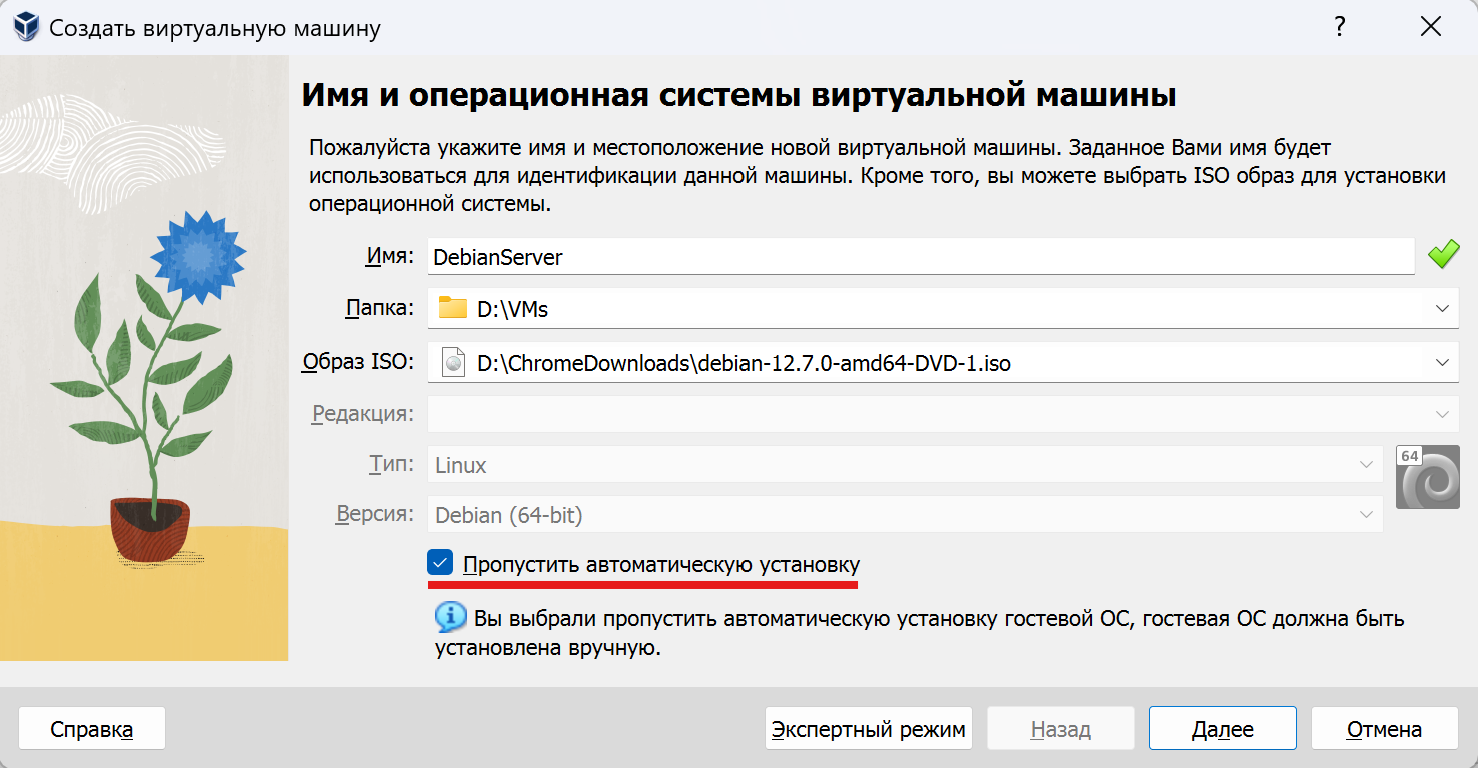 Создать виртуальную машину
?
Имя и операционная системы виртуальной машины
Пожалуйста укажите имя и местоположение новой виртуальной машины. Заданное Вами имя будет
использоваться для идентификации данной машины. Кроме того, вы можете выбрать ISO образ для установки
операционной системы.
Имя: DebianServer
Папка: D:\VMs
Образ ISO: D:\ChromeDownloads\debian-12.7.0-amd64-DVD-1.iso
Редакция:
Тип: Linux
64
Версия: Debian (64-bit)
Пропустить автоматическую установку
Вы выбрали пропустить автоматическую установку гостевой ОС, гостевая ОС должна быть
установлена вручную.
Справка Экспертный режим Назад Далее Отмена